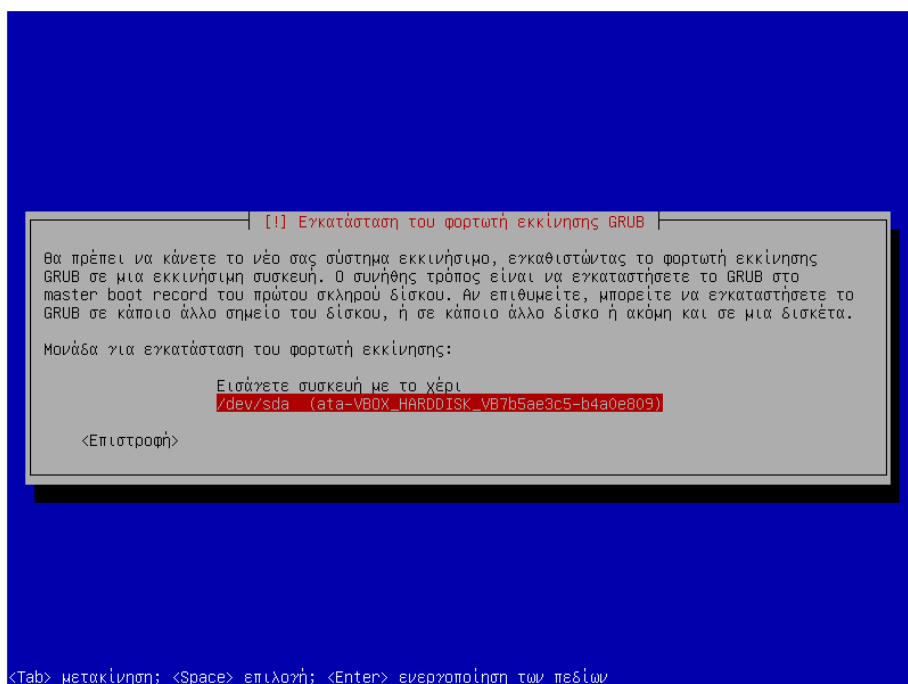 [!] Εγκατάσταση του φορτωτή εκκίνησης GRUB
Θα πρέπει να κάνετε το νέο σας σύστημα εκκινήσιμο, εγκαθιστώντας το φορτωτή εκκίνησης
GRUB σε μια εκκινήσιμη συσκευή. Ο συνήθης τρόπος είναι να εγκαταστήσετε το GRUB στο
master boot record του πρώτου σκληρού δίσκου. Αν επιθυμείτε, μπορείτε να εγκαταστήσετε το
GRUB σε κάποιο άλλο σημείο του δίσκου, ή σε κάποιο άλλο δίσκο ή ακόμη και σε μια δισκέτα.
Μονάδα για εγκατάσταση του φορτωτή εκκίνησης:
Εισάγετε συσκευή με το χέρι
/dev/sda (ata-VBOX_HARDDISK_VB7b5ae3c5-b4a0e809)
<Επιστροφή>
<Tab> μετακίνηση; <Space> επιλογή; <Enter> ενεργοποίηση των πεδίων